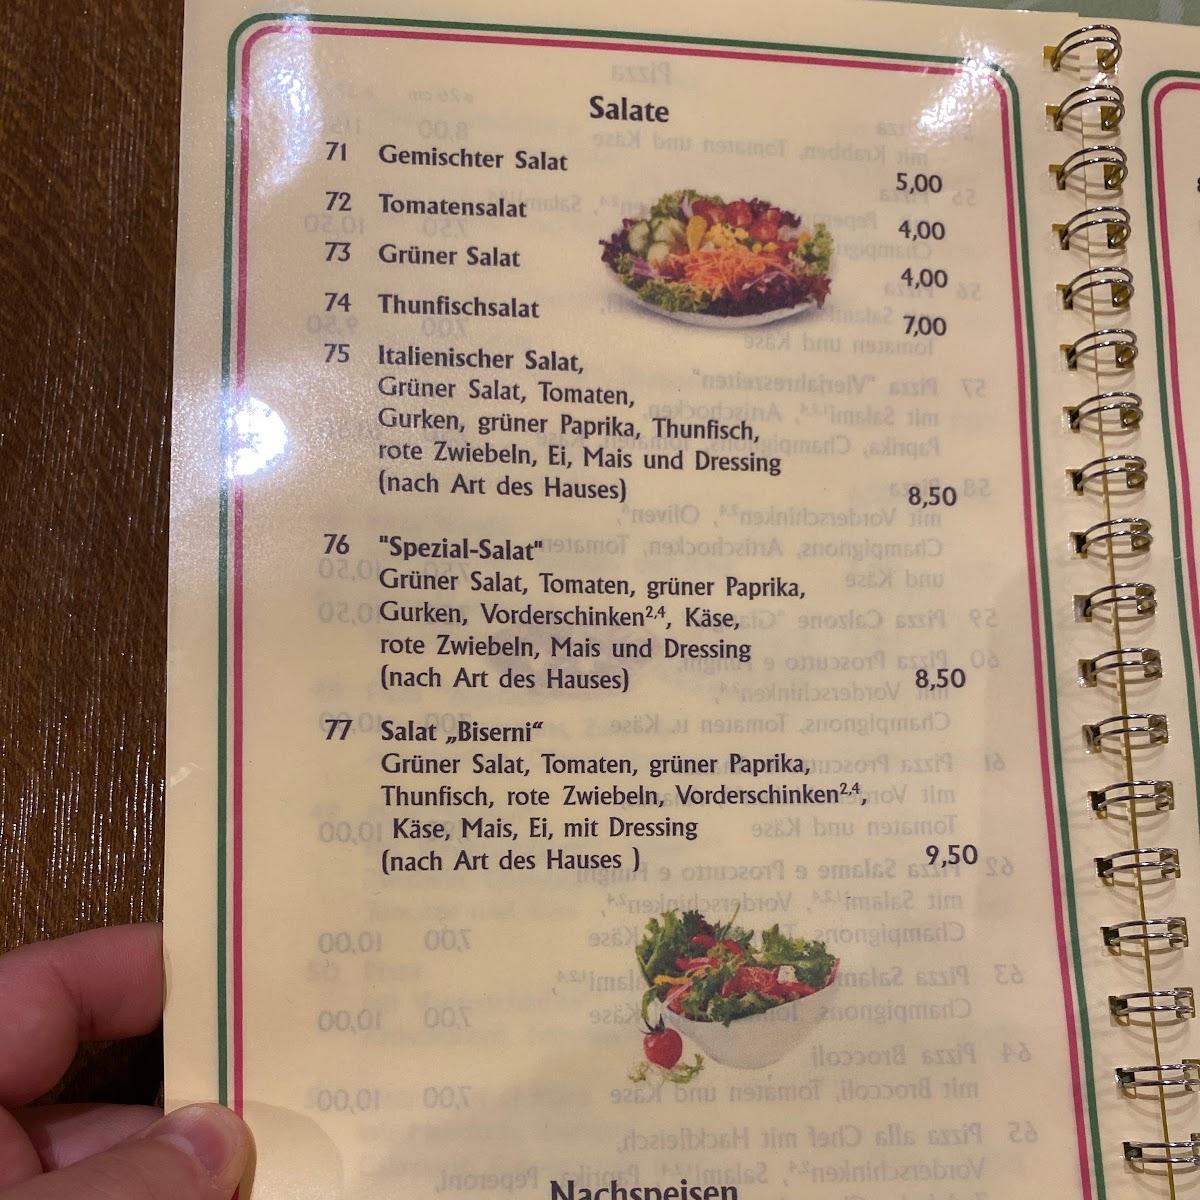 Salate
71 Gemischter Salat 5,00
72 Tomatensalat 4,00
73 Grüner Salat 4,00
74 Thunfischsalat 7,00
75 Italienischer Salat,
Grüner Salat, Tomaten,
Gurken, grüner Paprika, Thunfisch,
rote Zwiebeln, Ei, Mais und Dressing
(nach Art des Hauses) 8,50
76 "Spezial-Salat"
Grüner Salat, Tomaten, grüner Paprika,
Gurken, Vorderschinken2,4, Käse,
rote Zwiebeln, Mais und Dressing
(nach Art des Hauses) 8,50
77 Salat „Biserni“
Grüner Salat, Tomaten, grüner Paprika,
Thunfisch, rote Zwiebeln, Vorderschinken2,4,
Käse, Mais, Ei, mit Dressing
(nach Art des Hauses ) 9,50
Nachspeisen